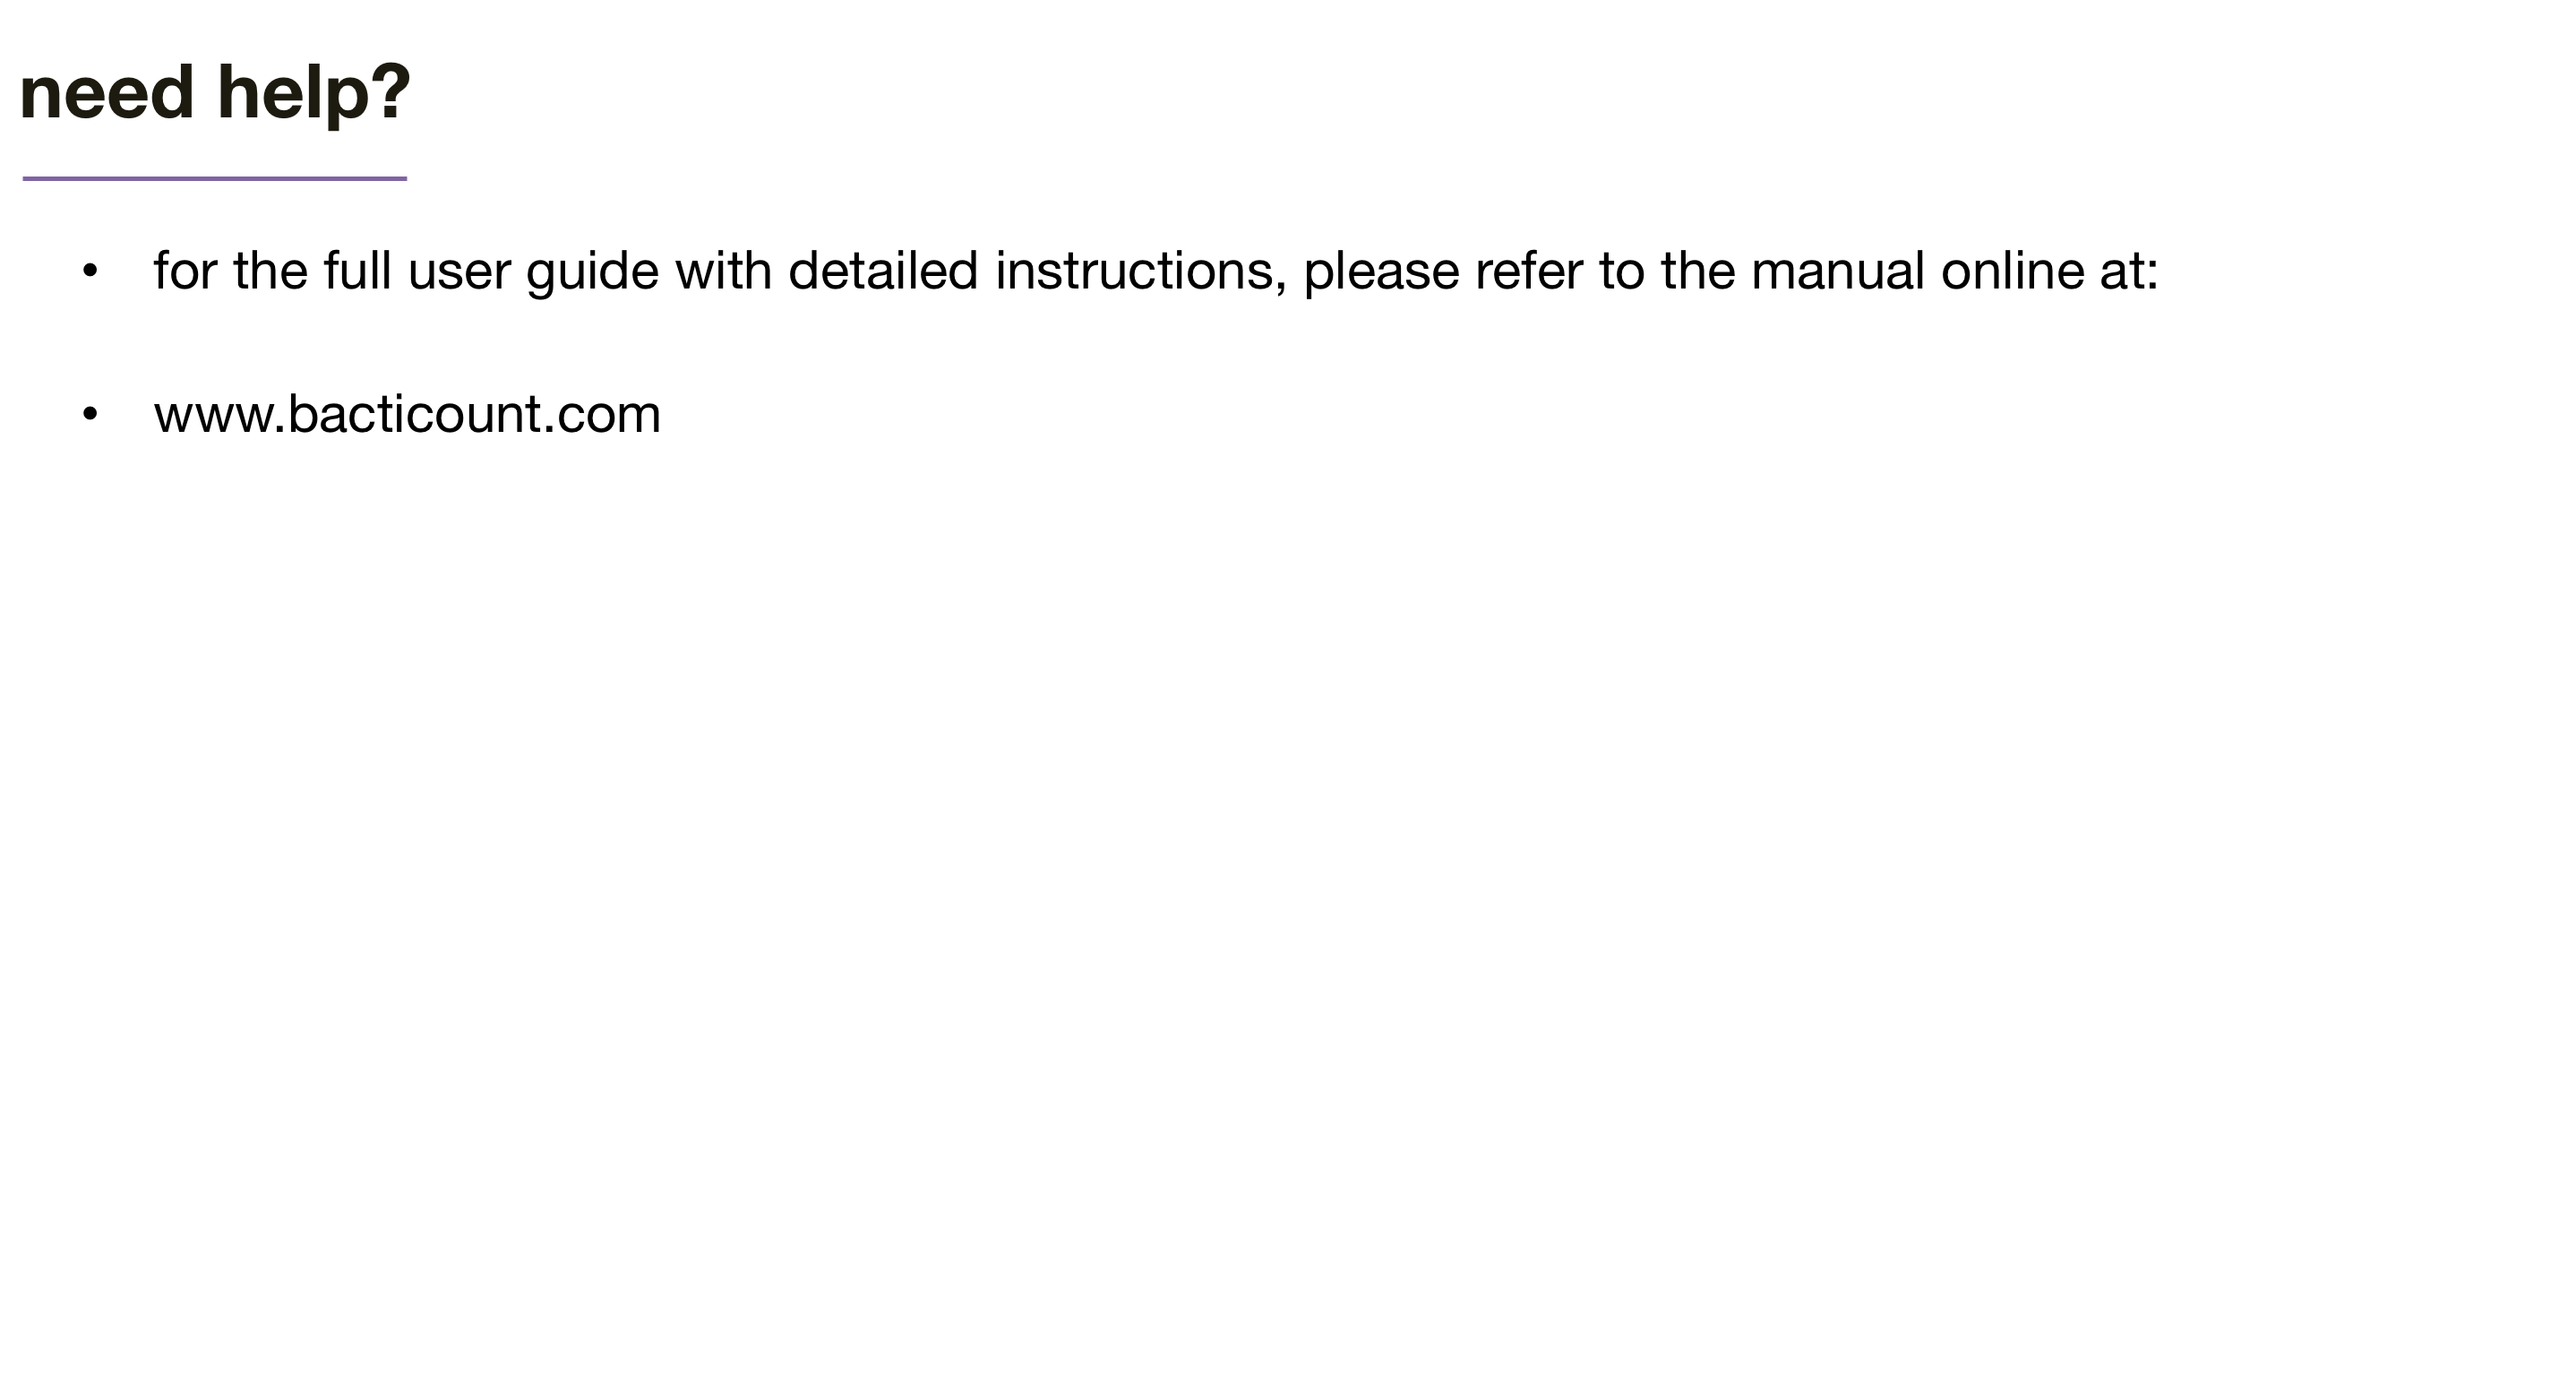 need help?
• for the full user guide with detailed instructions, please refer to the manual online at:
• www.bacticount.com